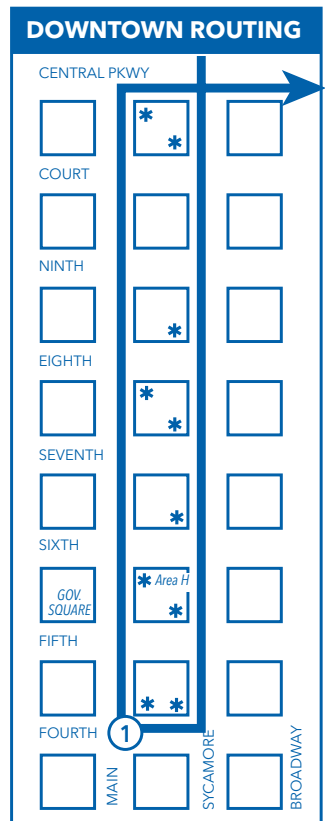 DOWNTOWN ROUTING
CENTRAL PKWY
COURT
NINTH
EIGHTH
SEVENTH
SIXTH
GOV.
SQUARE
Area H
FIFTH
FOURTH
1
MAIN
SYCAMORE
BROADWAY